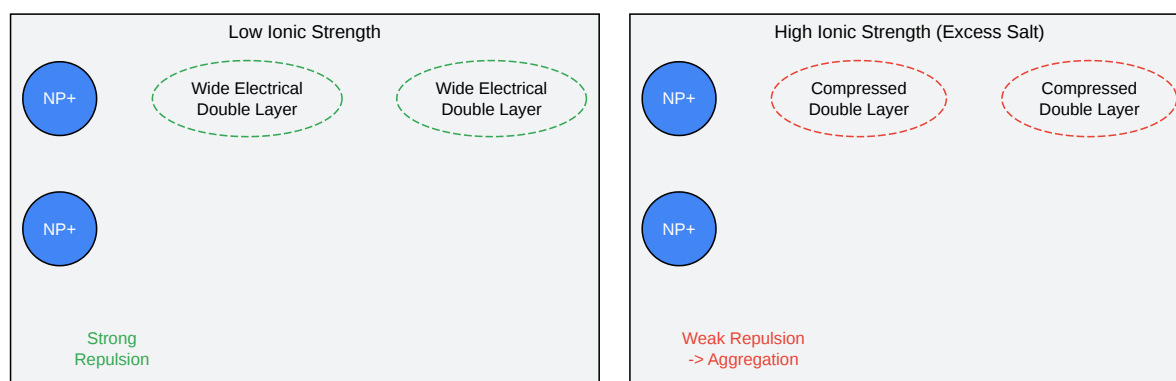 Low Ionic Strength
NP+
Wide Electrical
Double Layer
Wide Electrical
Double Layer
NP+
Strong
Repulsion
High Ionic Strength (Excess Salt)
NP+
Compressed
Double Layer
Compressed
Double Layer
NP+
Weak Repulsion
-> Aggregation